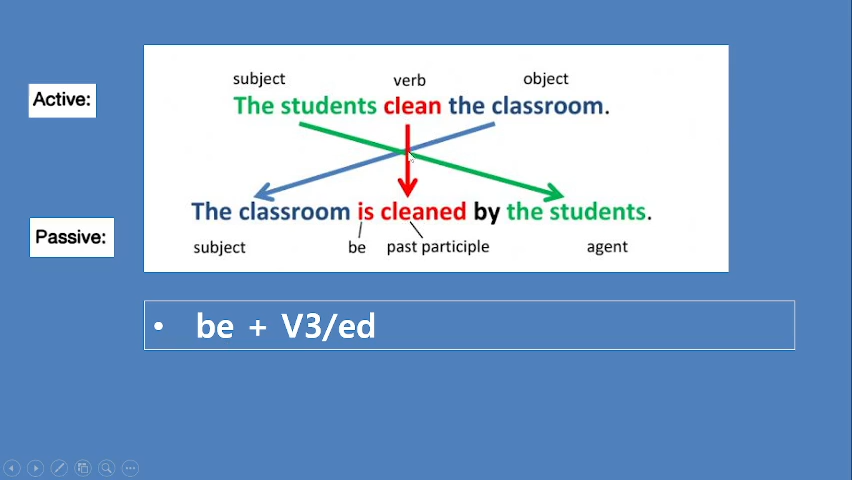 subject verb object
Active: The students clean the classroom.
The classroom is cleaned by the students.
Passive:
subject be past participle agent
• be + V3/ed